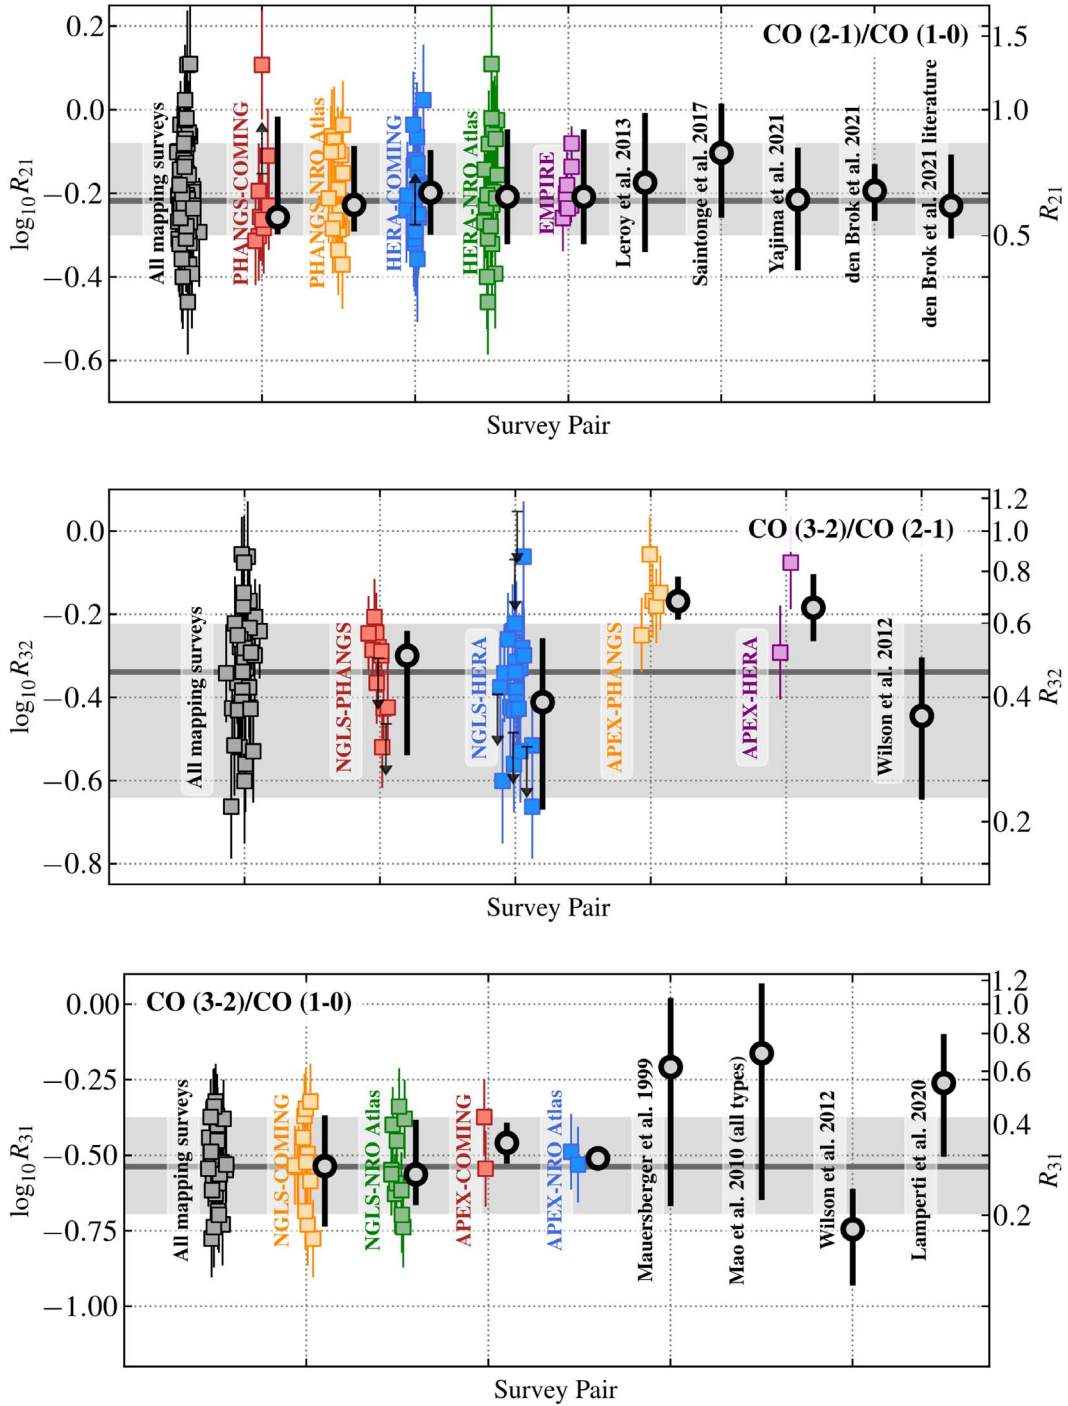 CO (2-1)/CO (1-0)
0.2
0.0
−0.2
−0.4
−0.6
log₁₀R₂₁
All mapping surveys
PHANGS-COMING
PHANGS-NRO Atlas
HERA-COMING
HERA-NRO Atlas
EMPIRE
Leroy et al. 2013
Saintonge et al. 2017
Yajima et al. 2021
den Brok et al. 2021
den Brok et al. 2021 literature
1.5
1.0
0.5
R₂₁
Survey Pair
CO (3-2)/CO (2-1)
0.0
−0.2
−0.4
−0.6
−0.8
log₁₀R₃₂
All mapping surveys
NGLS-PHANGS
NGLS-HERA
APEX-PHANGS
APEX-HERA
Wilson et al. 2012
1.2
1.0
0.8
0.6
0.4
0.2
R₃₂
Survey Pair
CO (3-2)/CO (1-0)
0.00
−0.25
−0.50
−0.75
−1.00
log₁₀R₃₁
All mapping surveys
NGLS-COMING
NGLS-NRO Atlas
APEX-COMING
APEX-NRO Atlas
Mauersberger et al. 1999
Mao et al. 2010 (all types)
Wilson et al. 2012
Lamperti et al. 2020
1.2
1.0
0.8
0.6
0.4
0.2
R₃₁
Survey Pair